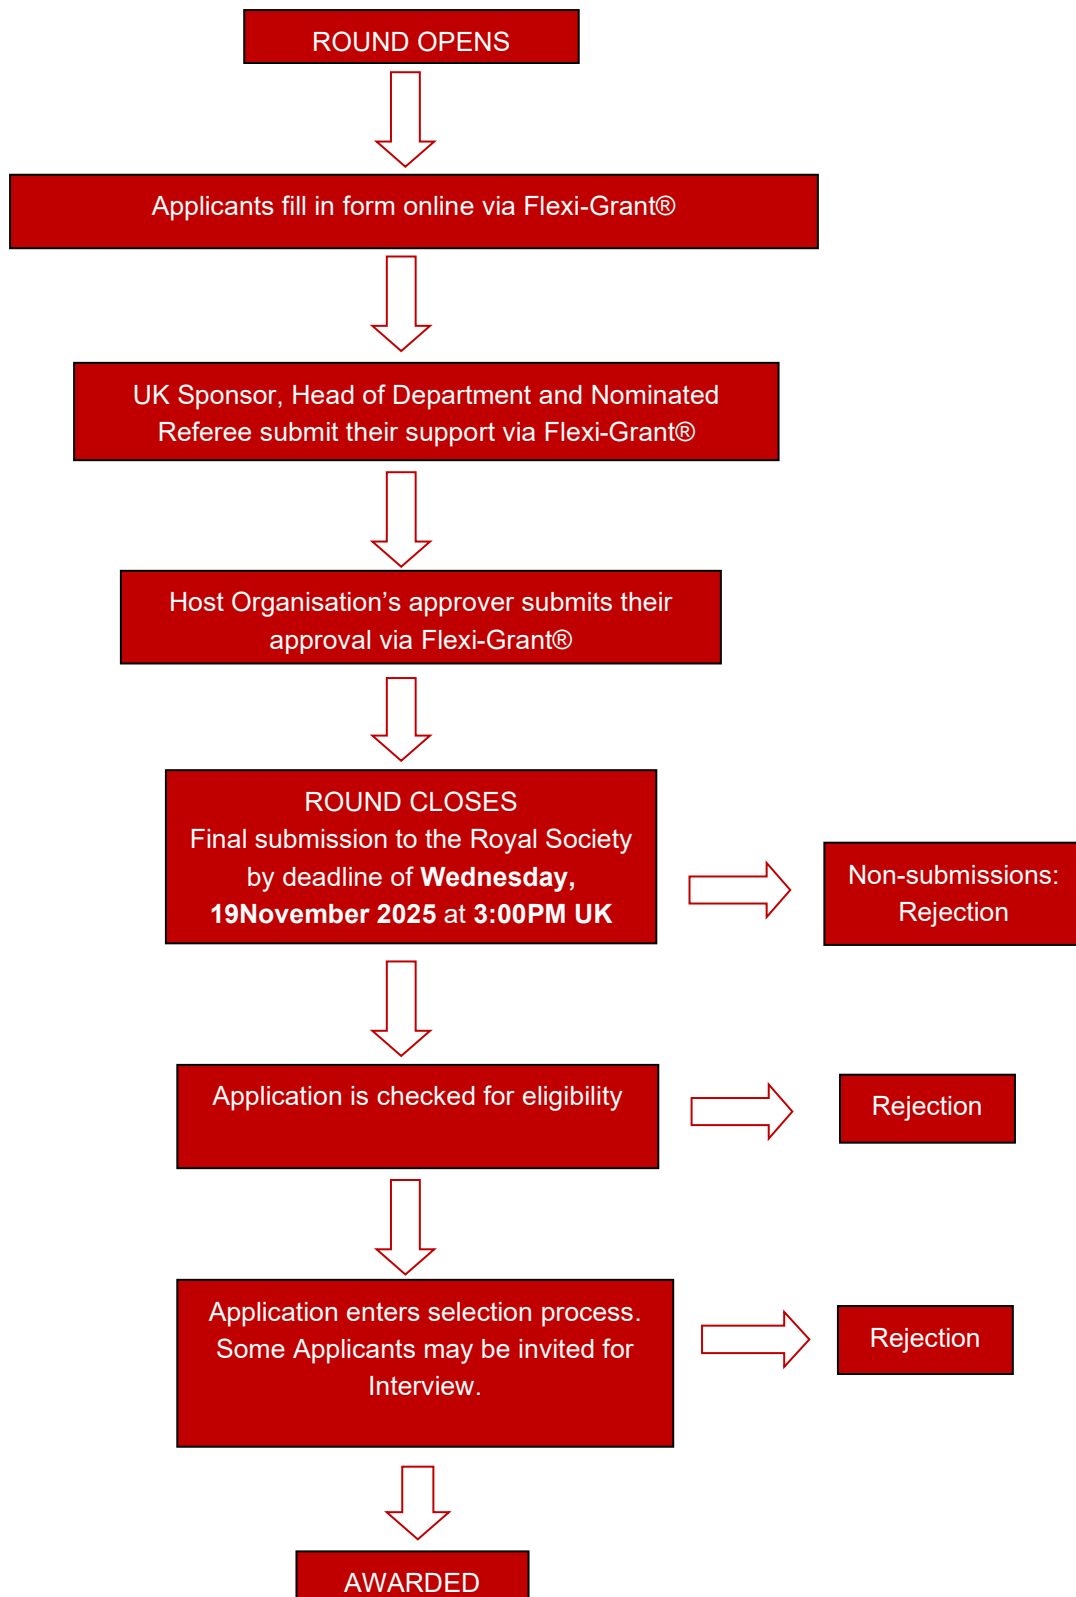 ROUND OPENS
Applicants fill in form online via Flexi-Grant®
UK Sponsor, Head of Department and Nominated
Referee submit their support via Flexi-Grant®
Host Organisation’s approver submits their
approval via Flexi-Grant®
ROUND CLOSES
Final submission to the Royal Society
by deadline of Wednesday,
19November 2025 at 3:00PM UK
Non-submissions:
Rejection
Application is checked for eligibility
Rejection
Application enters selection process.
Some Applicants may be invited for
Interview.
Rejection
AWARDED